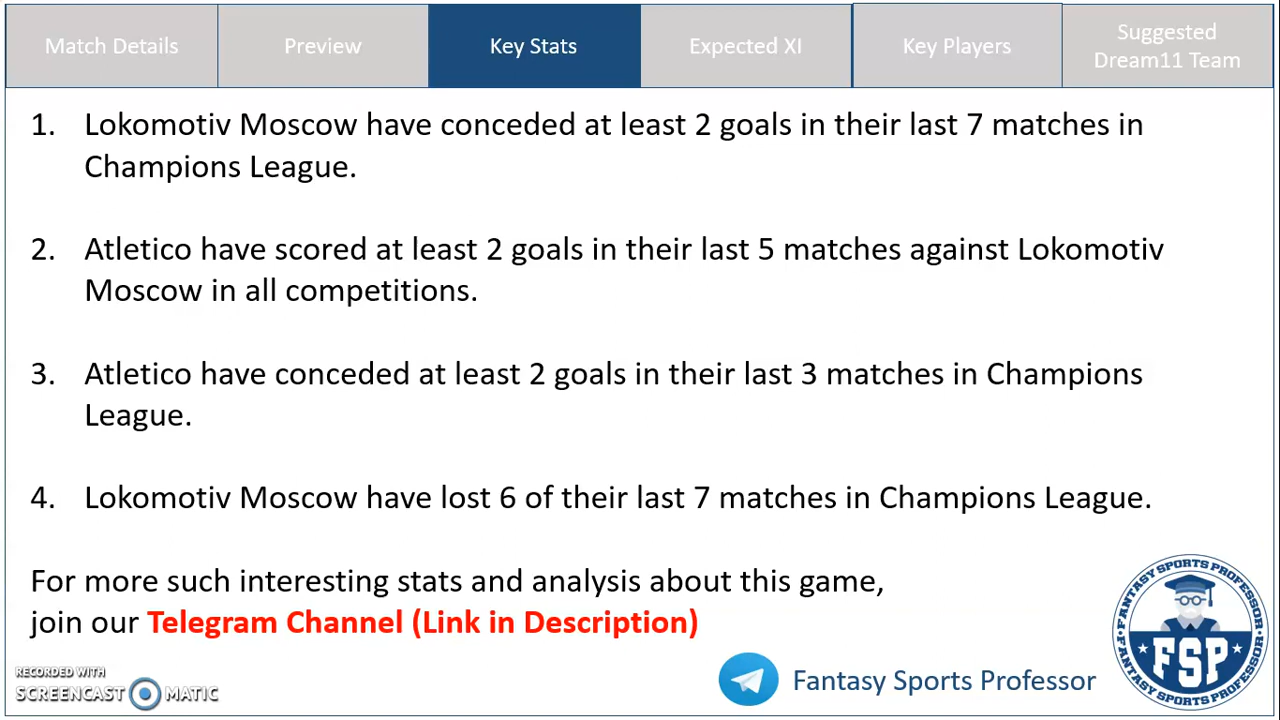 Match Details
Preview
Key Stats
Expected XI
Key Players
Suggested
Dream11 Team
1. Lokomotiv Moscow have conceded at least 2 goals in their last 7 matches in
Champions League.
2. Atletico have scored at least 2 goals in their last 5 matches against Lokomotiv
Moscow in all competitions.
3. Atletico have conceded at least 2 goals in their last 3 matches in Champions
League.
4. Lokomotiv Moscow have lost 6 of their last 7 matches in Champions League.
For more such interesting stats and analysis about this game,
join our Telegram Channel (Link in Description)
RECORDED WITH
SCREENCAST MATIC
Fantasy Sports Professor
FANTASY SPORTS PROFESSOR
FSP
FANTASY SPORTS PROFESSOR